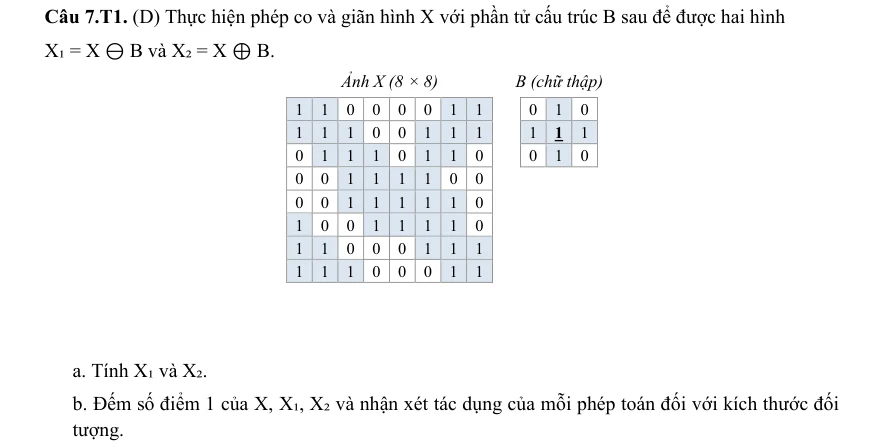 Câu 7.T1. (D) Thực hiện phép co và giãn hình X với phần tử cấu trúc B sau để được hai hình
X₁ = X ⊖ B và X₂ = X ⊕ B.
Ảnh X (8 × 8) B (chữ thập)
1 1 0 0 0 0 1 1 0 1 0
1 1 1 0 0 1 1 1 1 1 1
0 1 1 1 0 1 1 0 0 1 0
0 0 1 1 1 1 0 0
0 0 1 1 1 1 1 0
1 0 0 1 1 1 1 0
1 1 0 0 0 1 1 1
1 1 1 0 0 0 1 1
a. Tính X₁ và X₂.
b. Đếm số điểm 1 của X, X₁, X₂ và nhận xét tác dụng của mỗi phép toán đối với kích thước đối
tượng.